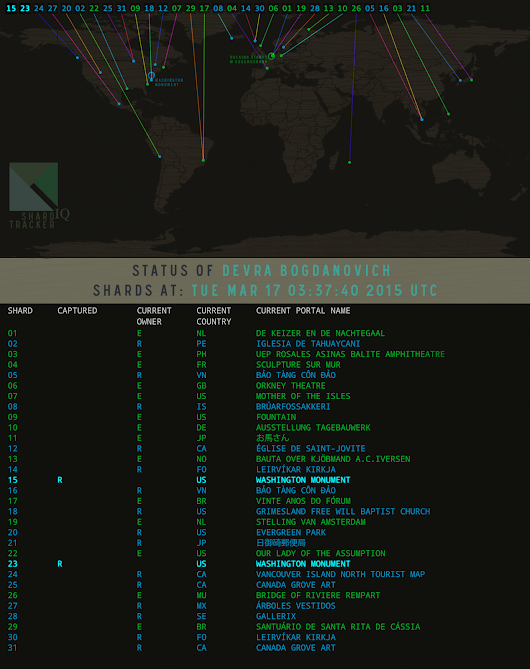 15 23 24 27 20 02 22 25 31 09 18 12 07 29 17 08 04 14 30 06 01 19 28 13 10 26 05 16 03 21 11
WASHINGTON
MONUMENT
SHARD IQ
TRACKER
STATUS OF DEVRA BOGDANOVICH
SHARDS AT: TUE MAR 17 03:37:40 2015 UTC
SHARD CAPTURED CURRENT CURRENT CURRENT PORTAL NAME
OWNER COUNTRY
01 E NL DE KEIZER EN DE NACHTEGAAL
02 R PE IGLESIA DE TAHUAYCANI
03 E PH UEP ROSALES ASINAS BALITE AMPHITHEATRE
04 E FR SCULPTURE SUR MUR
05 R VN BẢO TÀNG CÔN ĐẢO
06 E GB ORKNEY THEATRE
07 E US MOTHER OF THE ISLES
08 R IS BRÚARFOSSAKKERI
09 E US FOUNTAIN
10 E DE AUSSTELLUNG TAGEBAUWERK
11 E JP お馬さん
12 R CA ÉGLISE DE SAINT-JOVITE
13 E NO BAUTA OVER KJÖBMAND A.C.IVERSEN
14 R FO LEIRVÍKAR KIRKJA
15 R US WASHINGTON MONUMENT
16 R VN BẢO TÀNG CÔN ĐẢO
17 E BR VINTE ANOS DO FÓRUM
18 R US GRIMESLAND FREE WILL BAPTIST CHURCH
19 E NL STELLING VAN AMSTERDAM
20 R US EVERGREEN PARK
21 R JP 日御碕郵便局
22 E US OUR LADY OF THE ASSUMPTION
23 R US WASHINGTON MONUMENT
24 R CA VANCOUVER ISLAND NORTH TOURIST MAP
25 R CA CANADA GROVE ART
26 E MU BRIDGE OF RIVIERE REMPART
27 R MX ÁRBOLES VESTIDOS
28 R SE GALLERIX
29 E BR SANTUÁRIO DE SANTA RITA DE CÁSSIA
30 R FO LEIRVÍKAR KIRKJA
31 R CA CANADA GROVE ART